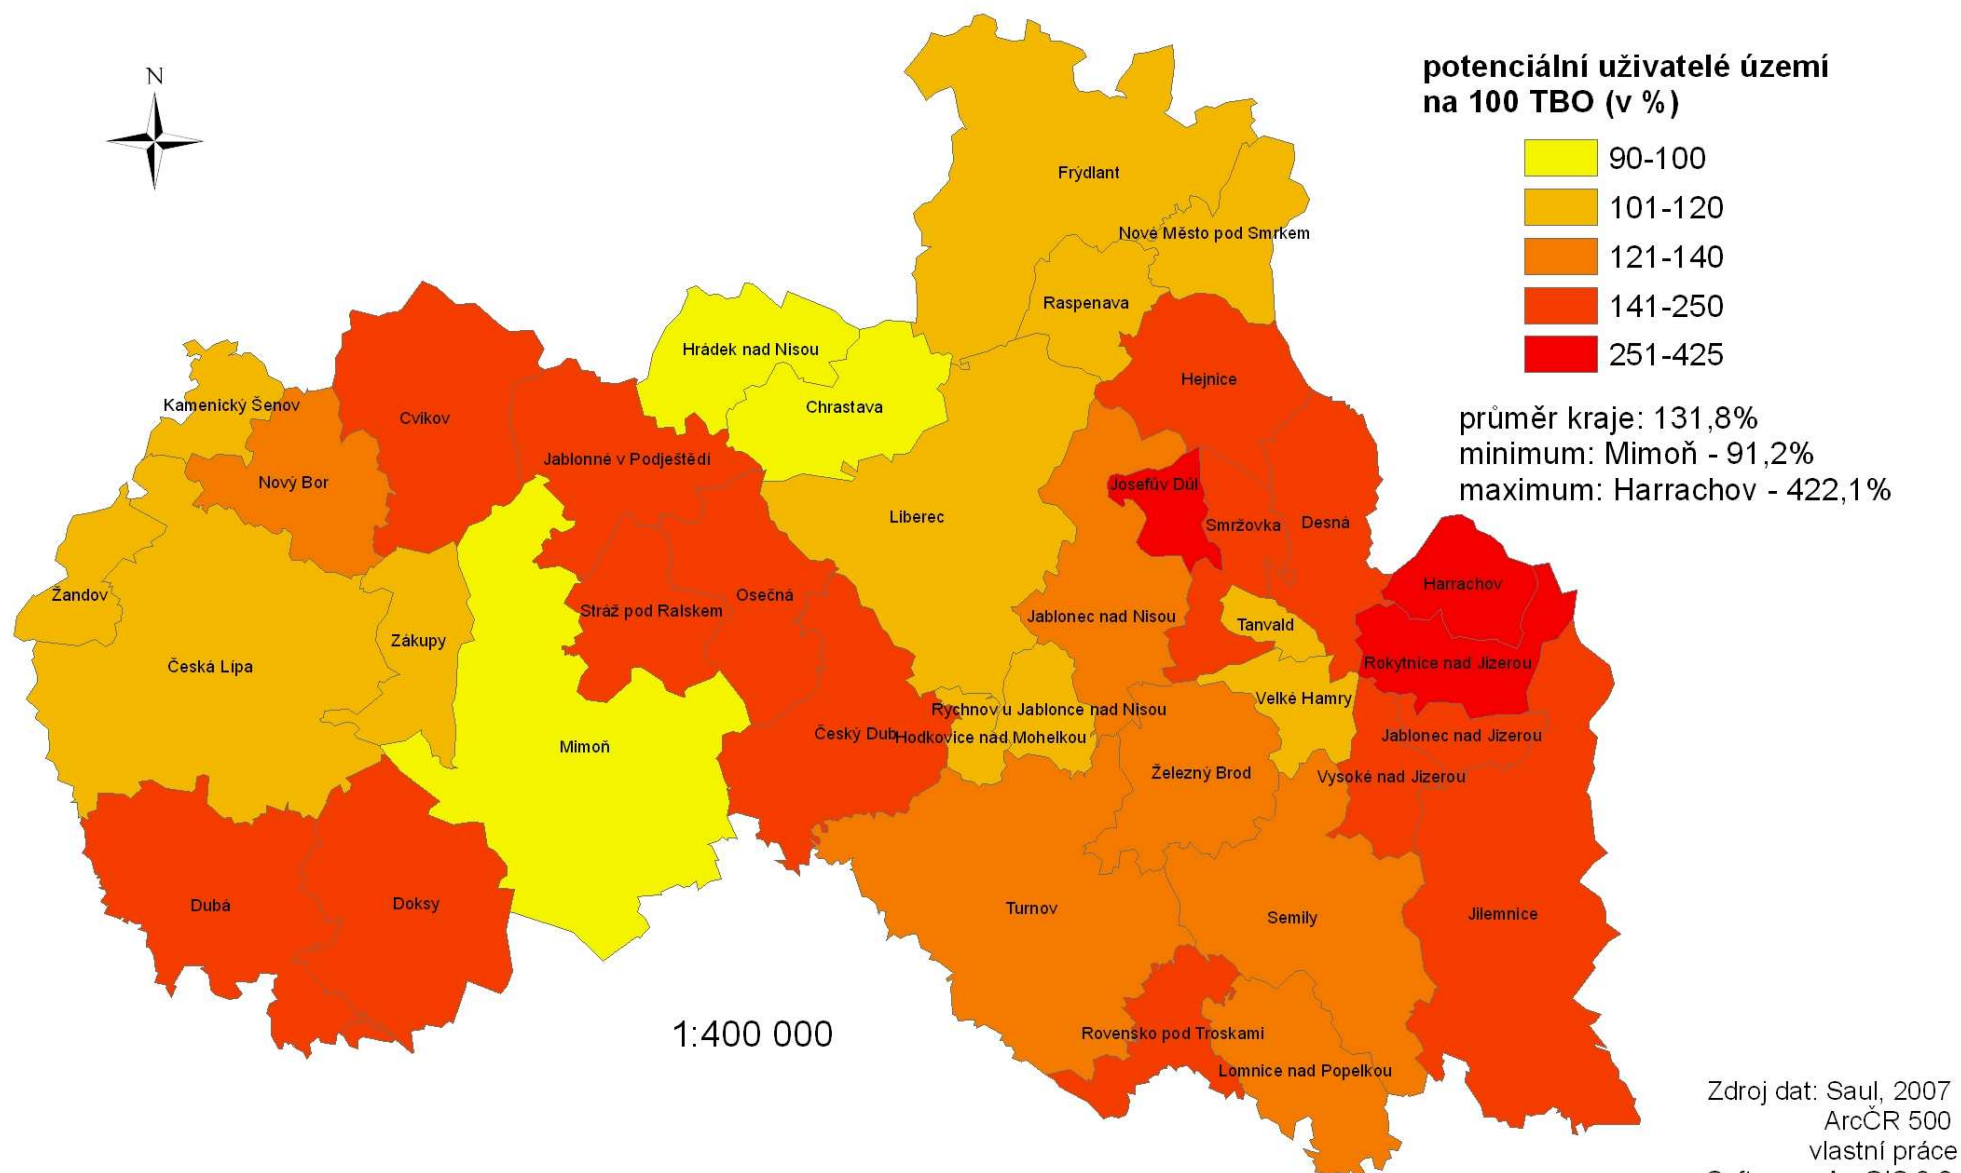 potenciální uživatelé území
na 100 TBO (v %)
N
90-100
101-120
121-140
141-250
251-425
průměr kraje: 131,8%
minimum: Mimoň - 91,2%
maximum: Harrachov - 422,1%
Frýdlant
Nové Město pod Smrkem
Raspenava
Hrádek nad Nisou
Hejnice
Kamenický Šenov
Chrastava
Cvikov
Jablonné v Podještědí
Nový Bor
Josefův Důl
Liberec
Smržovka
Desná
Harrachov
Žandov
Osečná
Stráž pod Ralskem
Jablonec nad Nisou
Tanvald
Zákupy
Česká Lípa
Rokytnice nad Jizerou
Velké Hamry
Rychnov u Jablonce nad Nisou
Český Dub
Hodkovice nad Mohelkou
Jablonec nad Jizerou
Mimoň
Železný Brod
Vysoké nad Jizerou
Dubá
Doksy
Turnov
Semily
Jilemnice
Rovensko pod Troskami
1:400 000
Lomnice nad Popelkou
Zdroj dat: Saul, 2007
ArcČR 500
vlastní práce